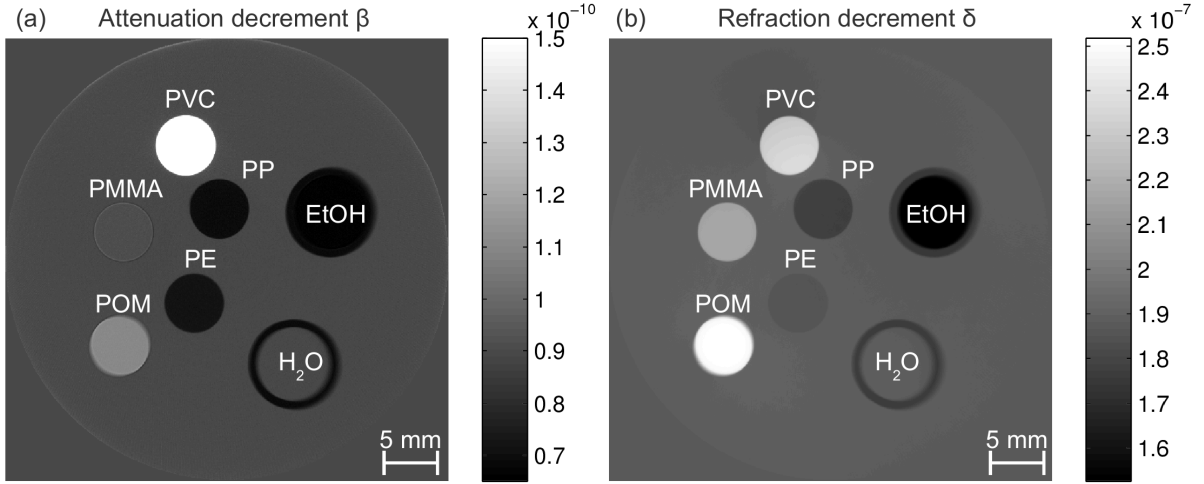 (a) Attenuation decrement β
x 10⁻¹⁰
1.5
1.4
1.3
1.2
1.1
1
0.9
0.8
0.7
PVC
PP
PMMA
EtOH
PE
POM
H₂O
5 mm
(b) Refraction decrement δ
x 10⁻⁷
2.5
2.4
2.3
2.2
2.1
2
1.9
1.8
1.7
1.6
PVC
PP
PMMA
EtOH
PE
POM
H₂O
5 mm